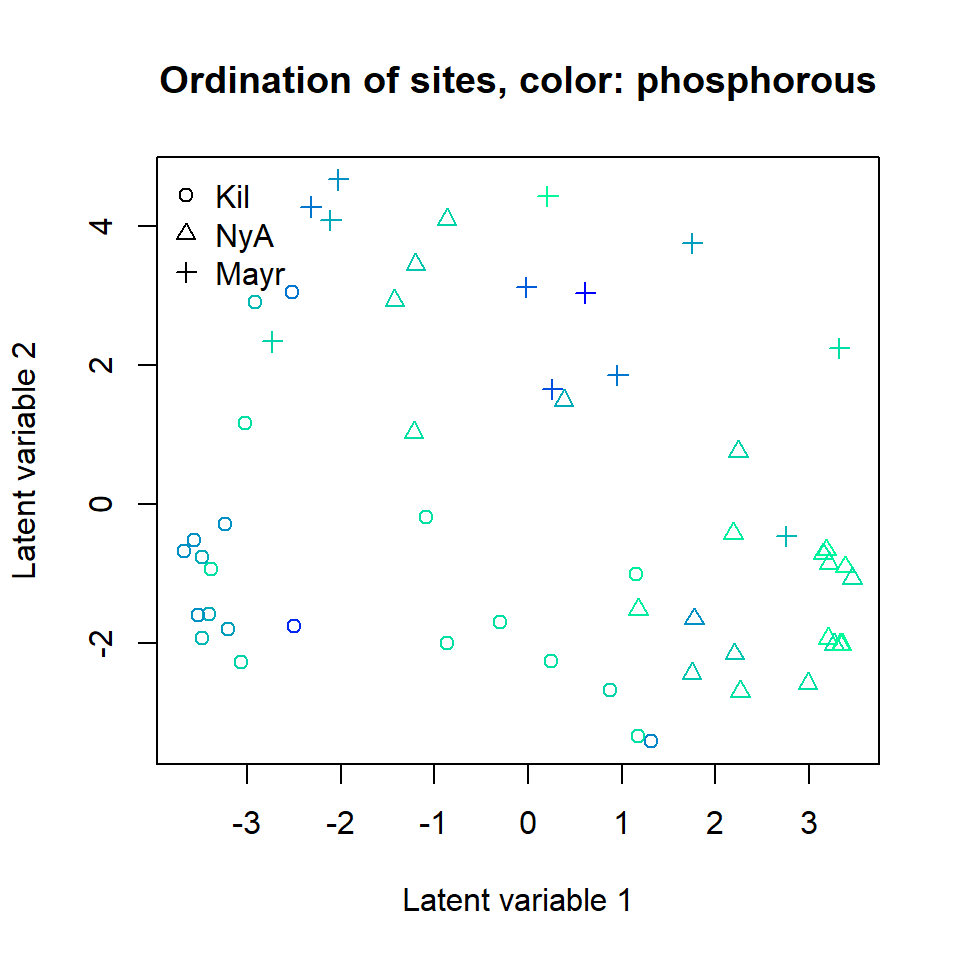 Ordination of sites, color: phosphorous
Kil
NyA
Mayr
4
2
0
-2
Latent variable 2
-3 -2 -1 0 1 2 3
Latent variable 1